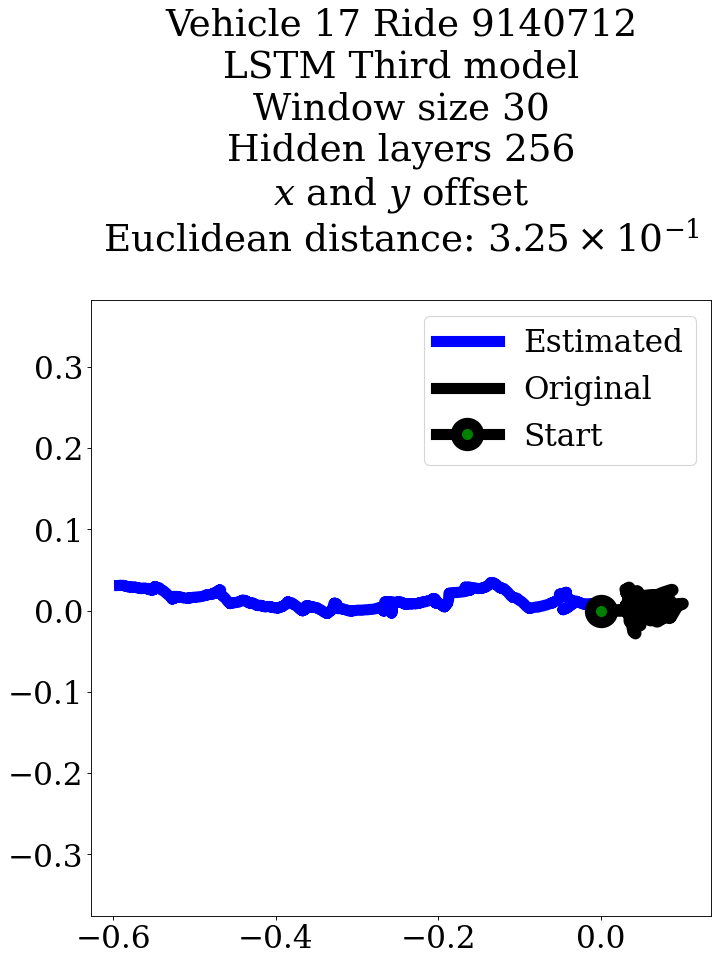 Vehicle 17 Ride 9140712
LSTM Third model
Window size 30
Hidden layers 256
x and y offset
Euclidean distance: 3.25 × 10⁻¹
Estimated
Original
Start
0.3
0.2
0.1
0.0
−0.1
−0.2
−0.3
−0.6 −0.4 −0.2 0.0